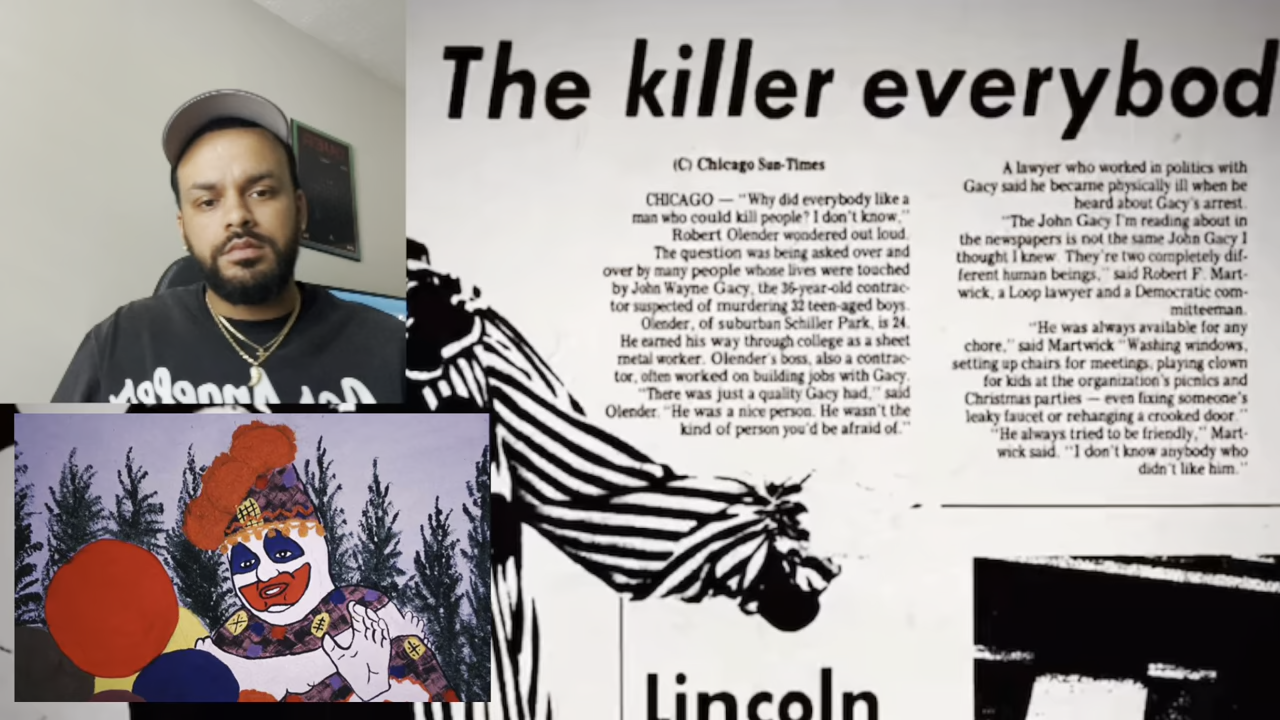 The killer everybod
(C) Chicago Sun-Times
CHICAGO — "Why did everybody like a
man who could kill people? I don't know,"
Robert Olender wondered out loud.
The question was being asked over and
over by many people whose lives were touched
by John Wayne Gacy, the 36-year-old contrac-
tor suspected of murdering 32 teen-aged boys.
Olender, of suburban Schiller Park, is 24.
He earned his way through college as a sheet
metal worker. Olender's boss, also a contrac-
tor, often worked on building jobs with Gacy.
"There was just a quality Gacy had," said
Olender. "He was a nice person. He wasn't the
kind of person you'd be afraid of."
A lawyer who worked in politics with
Gacy said he became physically ill when he
heard about Gacy's arrest.
"The John Gacy I'm reading about in
the newspapers is not the same John Gacy I
thought I knew. They're two completely dif-
ferent human beings," said Robert F. Mart-
wick, a Loop lawyer and a Democratic com-
mitteeman.
"He was always available for any
chore," said Martwick "Washing windows,
setting up chairs for meetings, playing clown
for kids at the organization's picnics and
Christmas parties — even fixing someone's
leaky faucet or rehanging a crooked door."
"He always tried to be friendly," Mart-
wick said. "I don't know anybody who
didn't like him."
Lincoln